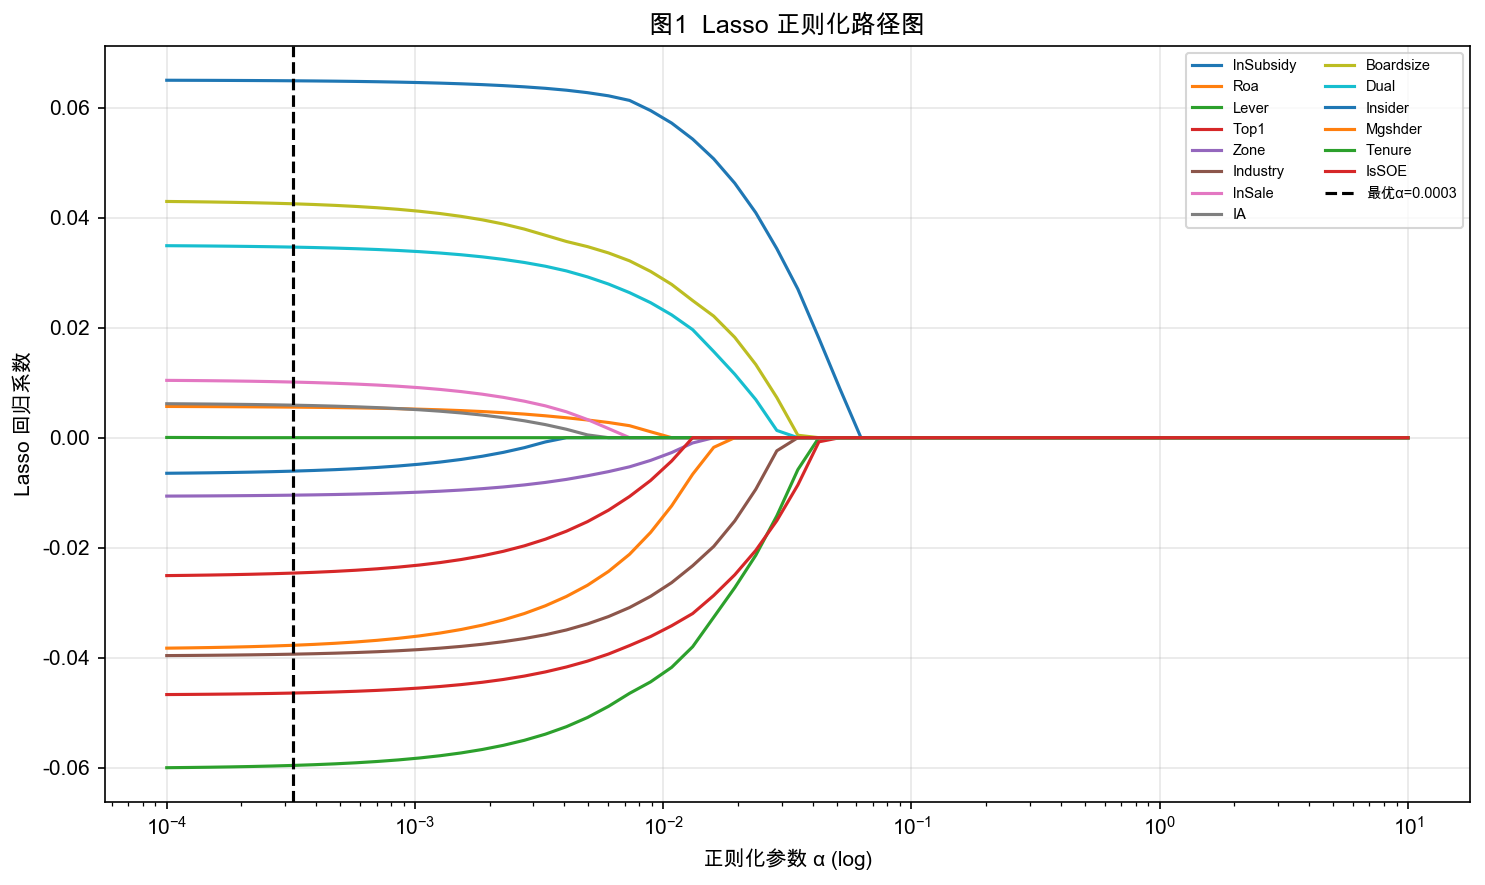 图1 Lasso 正则化路径图
0.06
0.04
0.02
0.00
-0.02
-0.04
-0.06
Lasso 回归系数
InSubsidy
Roa
Lever
Top1
Zone
Industry
InSale
IA
Boardsize
Dual
Insider
Mgshder
Tenure
IsSOE
最优α=0.0003
10⁻⁴
10⁻³
10⁻²
10⁻¹
10⁰
10¹
正则化参数 α (log)